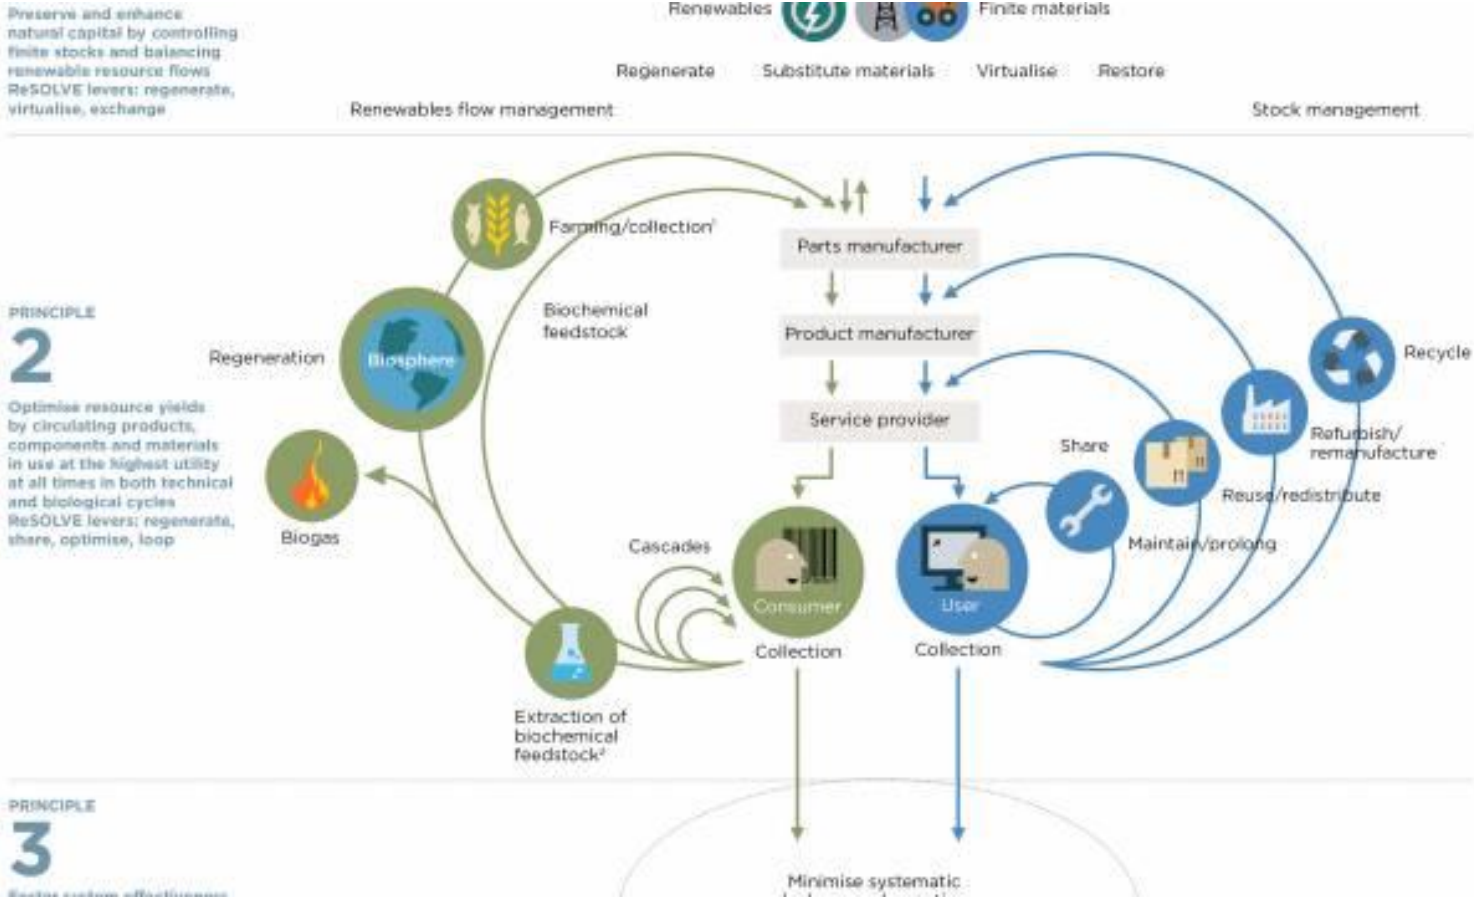 Preserve and enhance
natural capital by controlling
finite stocks and balancing
renewable resource flows
ReSOLVE levers: regenerate,
virtualise, exchange
Renewables
Finite materials
Regenerate
Substitute materials
Virtualise
Restore
Renewables flow management
Stock management
PRINCIPLE
2
Optimise resource yields
by circulating products,
components and materials
in use at the highest utility
at all times in both technical
and biological cycles
ReSOLVE levers: regenerate,
share, optimise, loop
Farming/collection¹
Biochemical
feedstock
Regeneration
Biosphere
Biogas
Cascades
Extraction of
biochemical
feedstock²
Parts manufacturer
Product manufacturer
Service provider
Consumer
User
Collection
Collection
Share
Maintain/prolong
Reuse/redistribute
Refurbish/
remanufacture
Recycle
PRINCIPLE
3
Foster system effectiveness
Minimise systematic